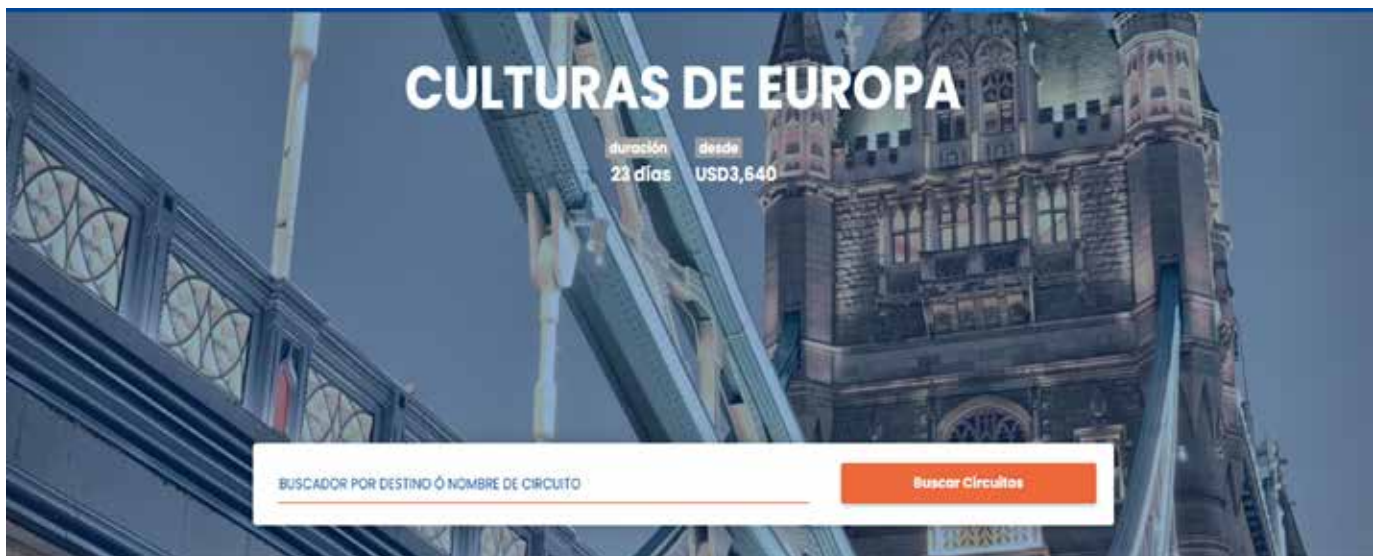 CULTURAS DE EUROPA
duración desde
23 días USD3,640
BUSCADOR POR DESTINO Ó NOMBRE DE CIRCUITO
Buscar Circuitos